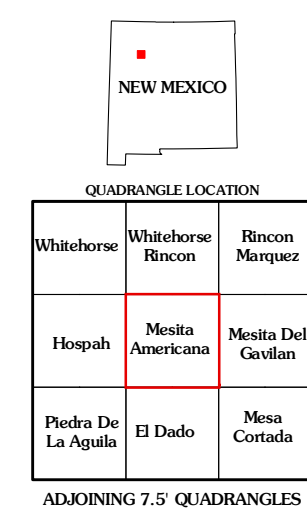 NEW MEXICO
QUADRANGLE LOCATION
Whitehorse
Whitehorse
Rincon
Rincon
Marquez
Hospah
Mesita
Americana
Mesita Del
Gavilan
Piedra De
La Aguila
El Dado
Mesa
Cortada
ADJOINING 7.5' QUADRANGLES